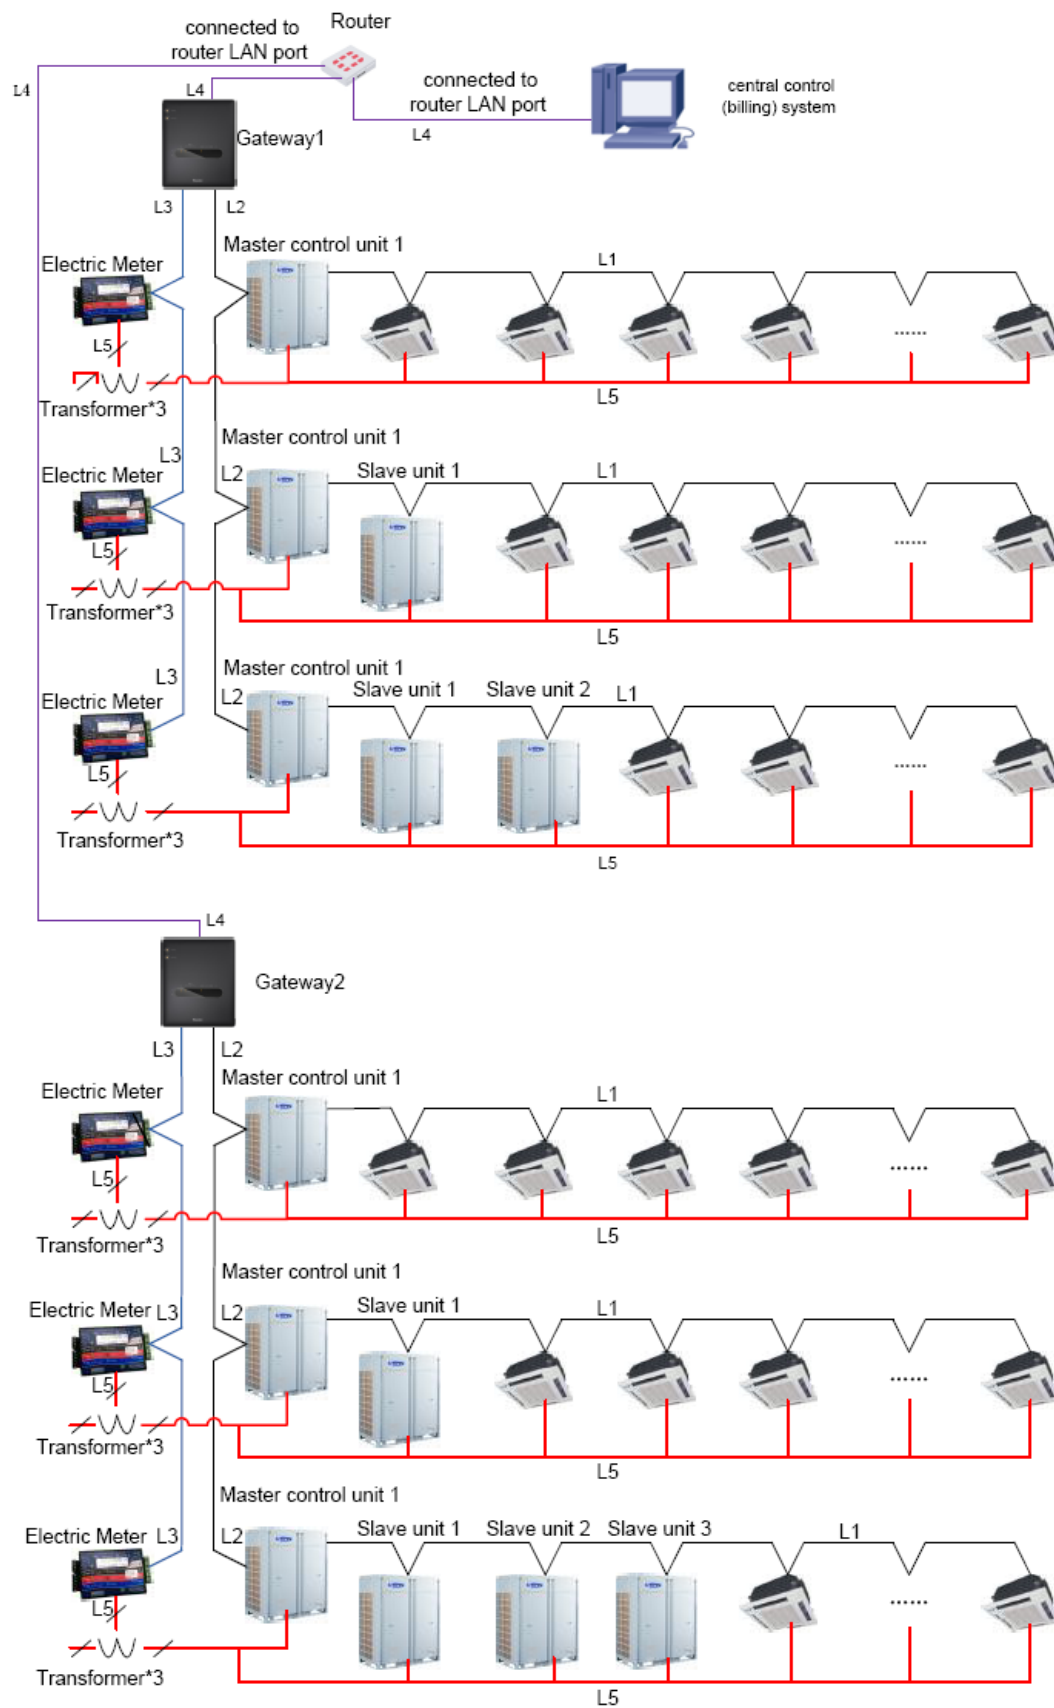 Router
connected to
router LAN port
L4
L4
connected to
router LAN port
L4
central control
(billing) system
Gateway1
L3
L2
Master control unit 1
Electric Meter
L1
L5
Transformer*3
L5
Master control unit 1
L3
Electric Meter
L2
Slave unit 1
L1
L5
Transformer*3
L5
Master control unit 1
L3
Electric Meter
L2
Slave unit 1
Slave unit 2
L1
L5
Transformer*3
L5
L4
Gateway2
L3
L2
Master control unit 1
Electric Meter
L1
L5
Transformer*3
L5
Master control unit 1
Electric Meter
L3
L2
Slave unit 1
L1
L5
Transformer*3
L5
Master control unit 1
Electric Meter
L3
L2
Slave unit 1
Slave unit 2
Slave unit 3
L1
L5
Transformer*3
L5